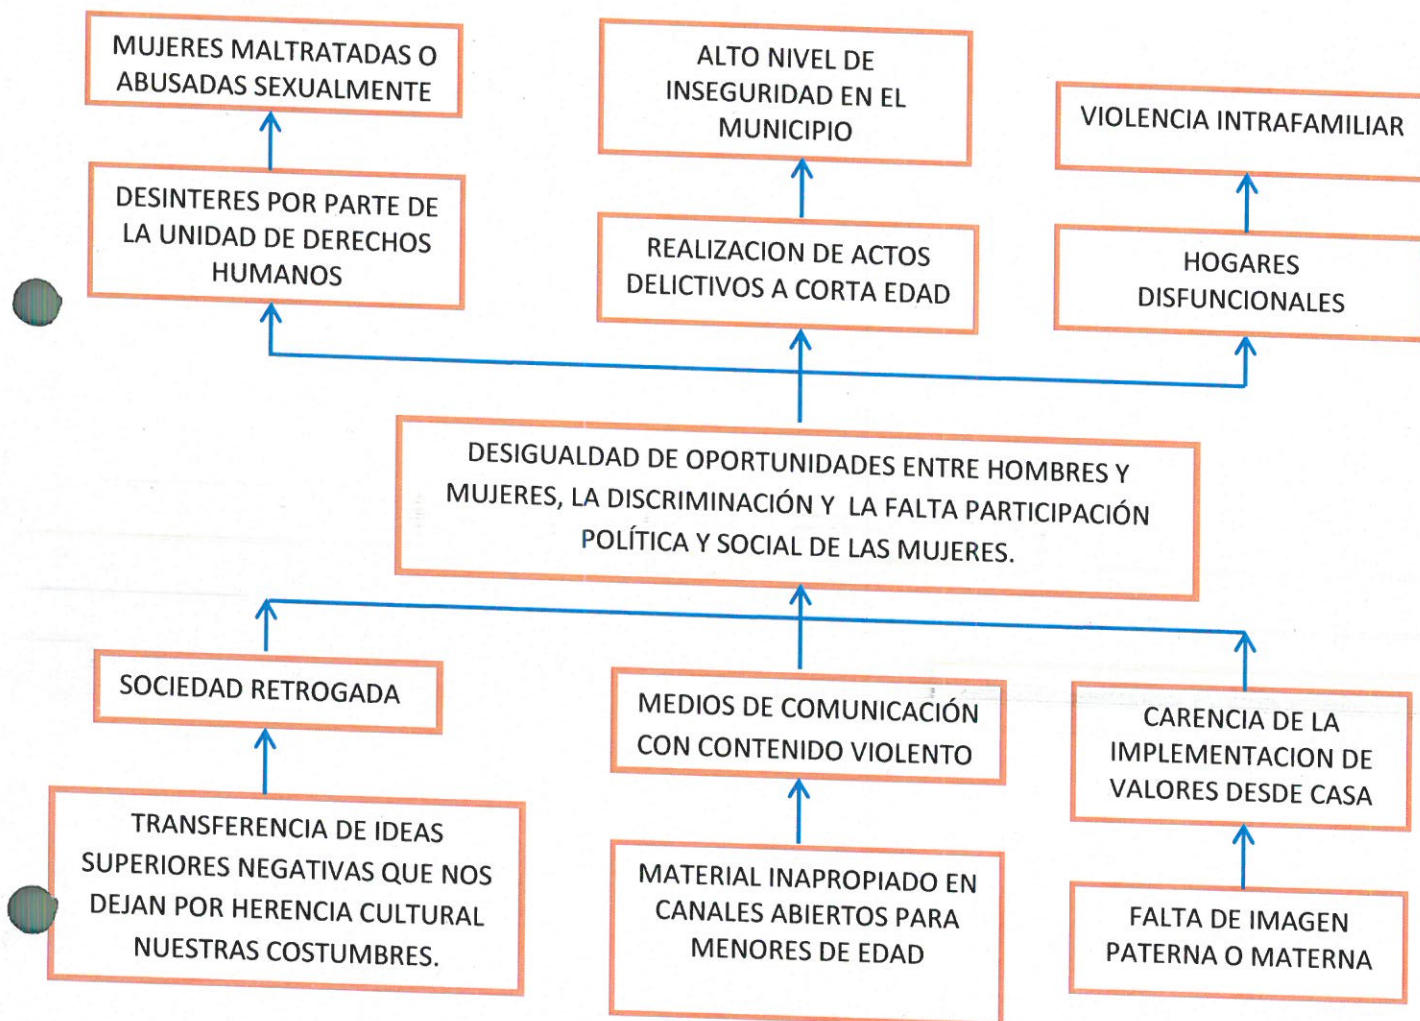 MUJERES MALTRATADAS O
ABUSADAS SEXUALMENTE
ALTO NIVEL DE
INSEGURIDAD EN EL
MUNICIPIO
VIOLENCIA INTRAFAMILIAR
DESINTERES POR PARTE DE
LA UNIDAD DE DERECHOS
HUMANOS
REALIZACION DE ACTOS
DELICTIVOS A CORTA EDAD
HOGARES
DISFUNCIONALES
DESIGUALDAD DE OPORTUNIDADES ENTRE HOMBRES Y
MUJERES, LA DISCRIMINACIÓN Y LA FALTA PARTICIPACIÓN
POLÍTICA Y SOCIAL DE LAS MUJERES.
SOCIEDAD RETROGADA
MEDIOS DE COMUNICACIÓN
CON CONTENIDO VIOLENTO
CARENCIA DE LA
IMPLEMENTACION DE
VALORES DESDE CASA
TRANSFERENCIA DE IDEAS
SUPERIORES NEGATIVAS QUE NOS
DEJAN POR HERENCIA CULTURAL
NUESTRAS COSTUMBRES.
MATERIAL INAPROPIADO EN
CANALES ABIERTOS PARA
MENORES DE EDAD
FALTA DE IMAGEN
PATERNA O MATERNA